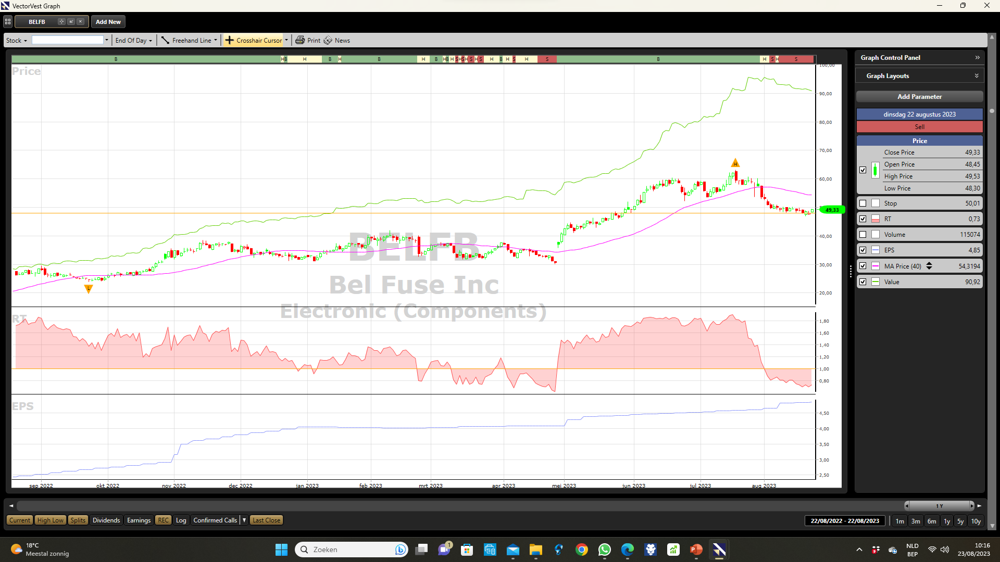 VectorVest Graph
BELFB
Add New
Stock
End Of Day
Freehand Line
Crosshair Cursor
Print
News
B HB H B H B H B H B H S H S H S H S H B H S H S B H S H S
Price
100,00
90,00
80,00
70,00
60,00
49,33
40,00
30,00
20,00
H
L
BELFB
Bel Fuse Inc
Electronic (Components)
RT
1,80
1,60
1,40
1,20
1,00
0,80
EPS
4,50
4,00
3,50
3,00
2,50
sep 2022 okt 2022 nov 2022 dec 2022 jan 2023 feb 2023 mrt 2023 apr 2023 mei 2023 jun 2023 jul 2023 aug 2023
Graph Control Panel
Graph Layouts
Add Parameter
dinsdag 22 augustus 2023
Sell
Price
Close Price 49,33
Open Price 48,45
High Price 49,53
Low Price 48,30
Stop 50,01
RT 0,73
Volume 115074
EPS 4,85
MA Price (40) 54,3194
Value 90,92
1 Y
Current High Low Splits Dividends Earnings REC Log Confirmed Calls Last Close
22/08/2022 - 22/08/2023 1m 3m 6m 1y 5y 10y
18°C
Meestal zonnig
Zoeken
1
NLD
BEP
10:16
23/08/2023